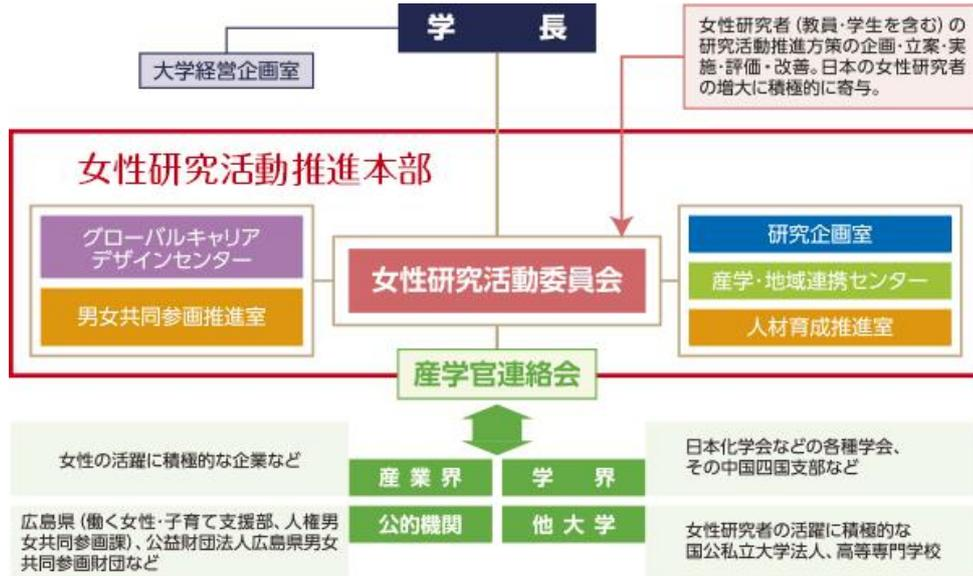 学 長
大学経営企画室
女性研究者（教員・学生を含む）の
研究活動推進方策の企画・立案・実
施・評価・改善。日本の女性研究者
の増大に積極的に寄与。
女性研究活動推進本部
グローバルキャリア
デザインセンター
男女共同参画推進室
女性研究活動委員会
研究企画室
産学・地域連携センター
人材育成推進室
産学官連絡会
女性の活躍に積極的な企業など
産業界
学 界
日本化学会などの各種学会、
その中国四国支部など
広島県（働く女性・子育て支援部、人権男
女共同参画課）、公益財団法人広島県男女
共同参画財団など
公的機関
他大学
女性研究者の活躍に積極的な
国公私立大学法人、高等専門学校